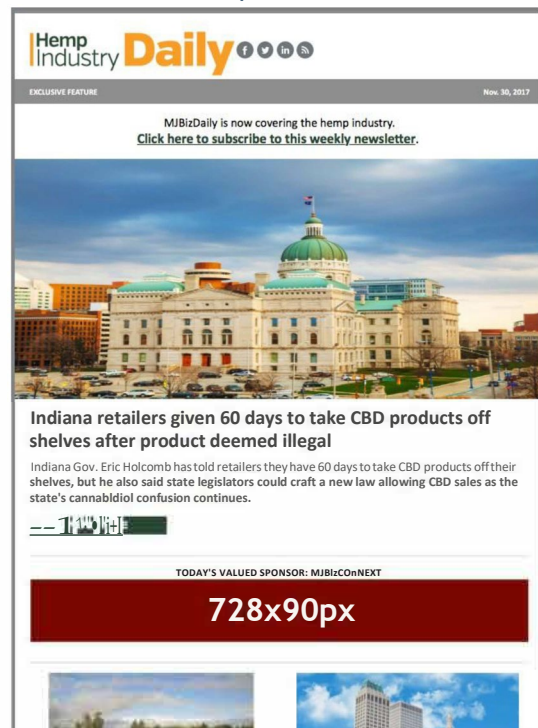 Hemp
Industry Daily
EXCLUSIVE FEATURE
Nov. 30, 2017
MJBizDaily is now covering the hemp industry.
Click here to subscribe to this weekly newsletter.
Indiana retailers given 60 days to take CBD products off
shelves after product deemed illegal
Indiana Gov. Eric Holcomb has told retailers they have 60 days to take CBD products off their
shelves, but he also said state legislators could craft a new law allowing CBD sales as the
state's cannabldiol confusion continues.
TODAY'S VALUED SPONSOR: MJBlzCOnNEXT
728x90px